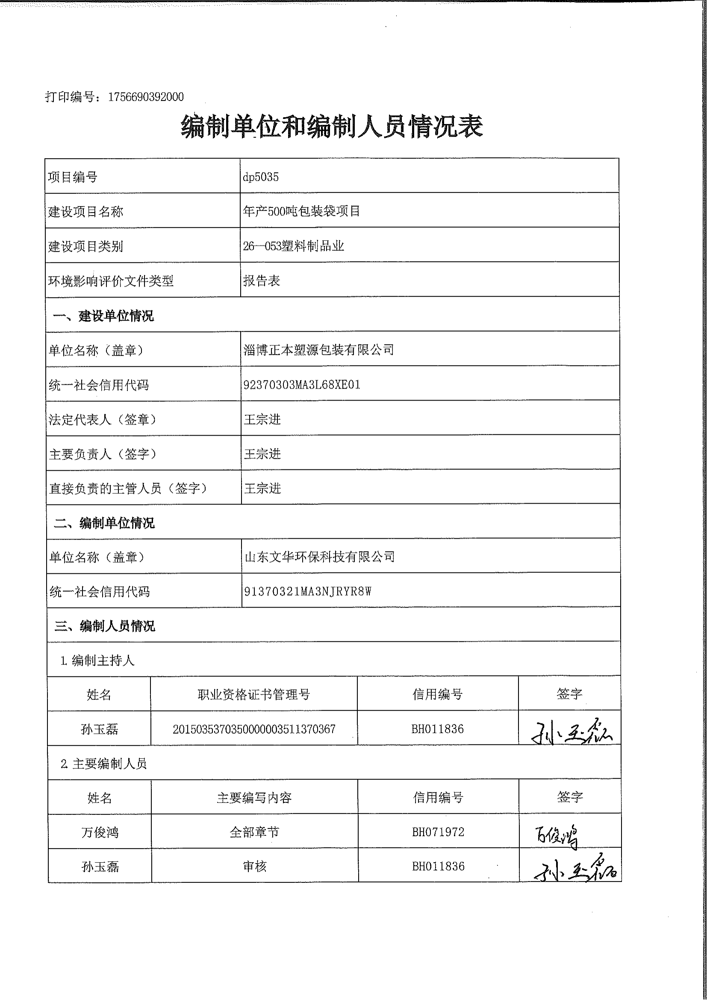 打印编号：1756690392000
编制单位和编制人员情况表
项目编号 dp5035
建设项目名称 年产500吨包装袋项目
建设项目类别 26—053塑料制品业
环境影响评价文件类型 报告表
一、建设单位情况
单位名称（盖章） 淄博正本塑源包装有限公司
统一社会信用代码 92370303MA3L68XE01
法定代表人（签章） 王宗进
主要负责人（签字） 王宗进
直接负责的主管人员（签字） 王宗进
二、编制单位情况
单位名称（盖章） 山东文华环保科技有限公司
统一社会信用代码 91370321MA3NJRYR8W
三、编制人员情况
1 编制主持人
姓名 职业资格证书管理号 信用编号 签字
孙玉磊 2015035370350000003511370367 BH011836 孙玉磊
2 主要编制人员
姓名 主要编写内容 信用编号 签字
万俊鸿 全部章节 BH071972 万俊鸿
孙玉磊 审核 BH011836 孙玉磊